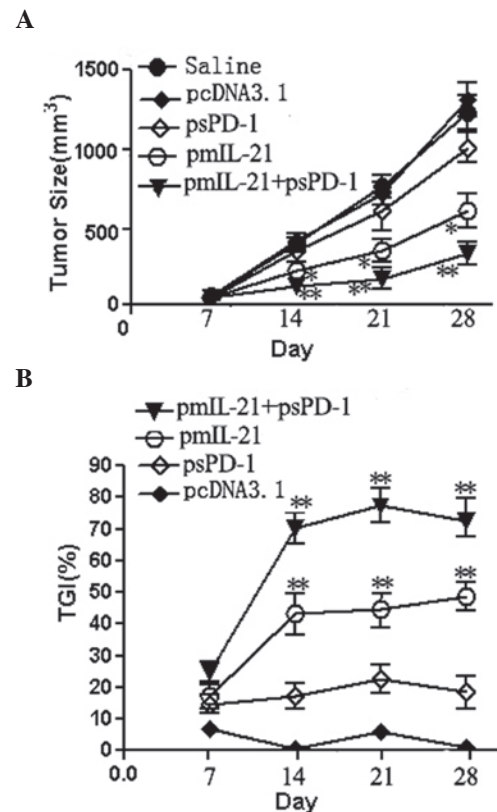 A
Saline
pcDNA3.1
psPD-1
pmIL-21
pmIL-21+psPD-1
1500
1000
500
0
Tumor Size(mm³)
*
**
*
**
*
**
0
7
14
21
28
Day
B
pmIL-21+psPD-1
pmIL-21
psPD-1
pcDNA3.1
90
80
70
60
50
40
30
20
10
0
TGI(%)
**
**
**
**
**
**
0.0
7
14
21
28
Day